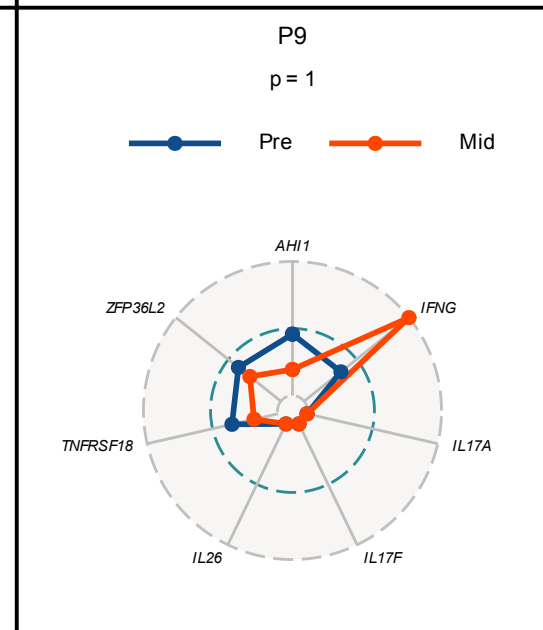 P9
p = 1
Pre Mid
AHI1
ZFP36L2 IFNG
TNFRSF18 IL17A
IL26 IL17F